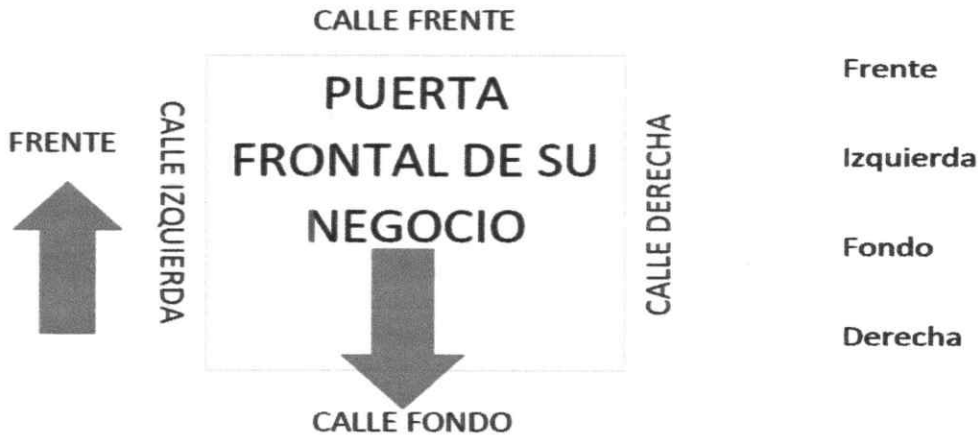 CALLE FRENTE
FRENTE
CALLE IZQUIERDA
PUERTA
FRONTAL DE SU
NEGOCIO
CALLE DERECHA
CALLE FONDO
Frente
Izquierda
Fondo
Derecha